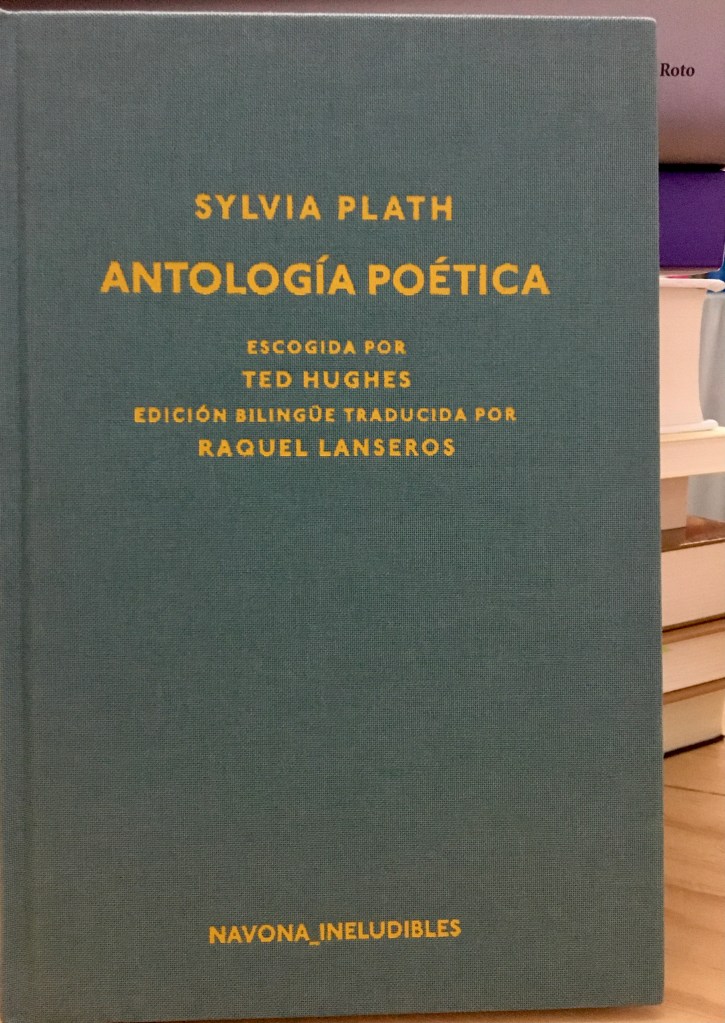 Roto
SYLVIA PLATH
ANTOLOGÍA POÉTICA
ESCOGIDA POR
TED HUGHES
EDICIÓN BILINGÜE TRADUCIDA POR
RAQUEL LANSEROS
NAVONA_INELUDIBLES